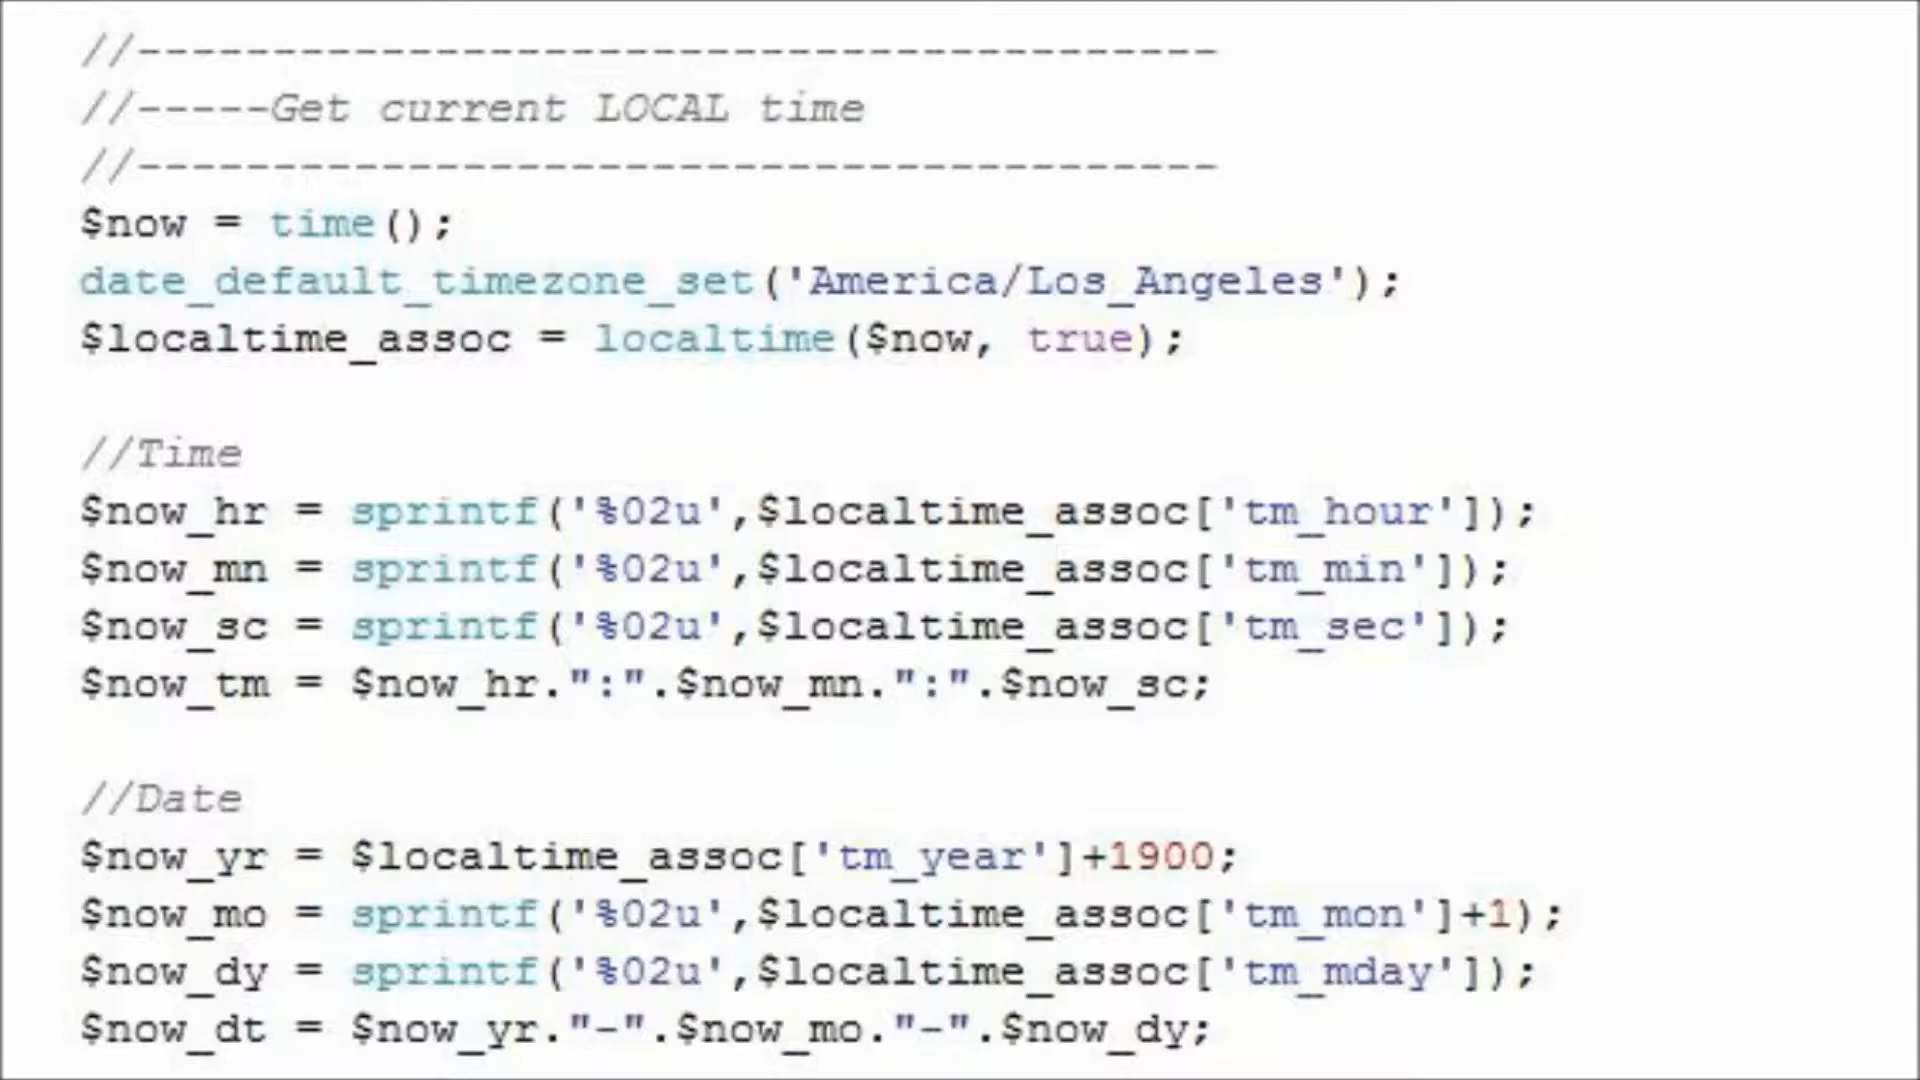 //----------------------------------------
//-----Get current LOCAL time
//----------------------------------------
$now = time();
date_default_timezone_set('America/Los_Angeles');
$localtime_assoc = localtime($now, true);
//Time
$now_hr = sprintf('%02u',$localtime_assoc['tm_hour']);
$now_mn = sprintf('%02u',$localtime_assoc['tm_min']);
$now_sc = sprintf('%02u',$localtime_assoc['tm_sec']);
$now_tm = $now_hr.":".$now_mn.":".$now_sc;
//Date
$now_yr = $localtime_assoc['tm_year']+1900;
$now_mo = sprintf('%02u',$localtime_assoc['tm_mon']+1);
$now_dy = sprintf('%02u',$localtime_assoc['tm_mday']);
$now_dt = $now_yr."-".$now_mo."-".$now_dy;